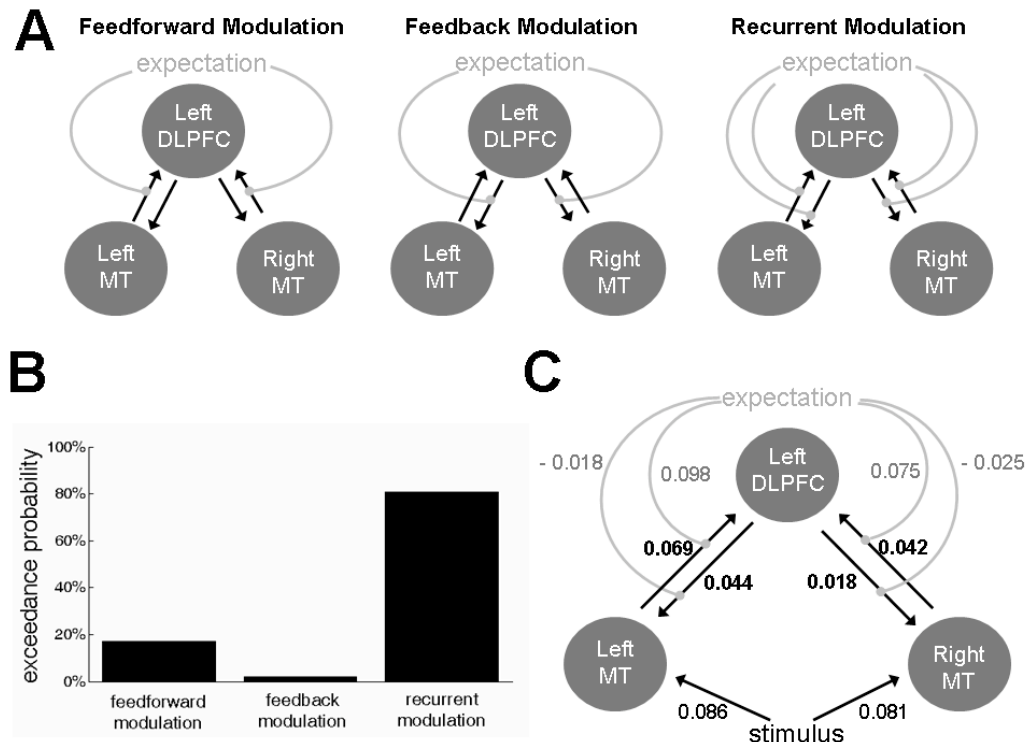 A
Feedforward Modulation
expectation
Left
DLPFC
Left
MT
Right
MT
Feedback Modulation
expectation
Left
DLPFC
Left
MT
Right
MT
Recurrent Modulation
expectation
Left
DLPFC
Left
MT
Right
MT
B
exceedance probability
100%
80%
60%
40%
20%
0%
feedforward
modulation
feedback
modulation
recurrent
modulation
C
expectation
- 0.018
0.098
Left
DLPFC
0.075
- 0.025
0.069
0.044
0.018
0.042
Left
MT
Right
MT
0.086
0.081
stimulus